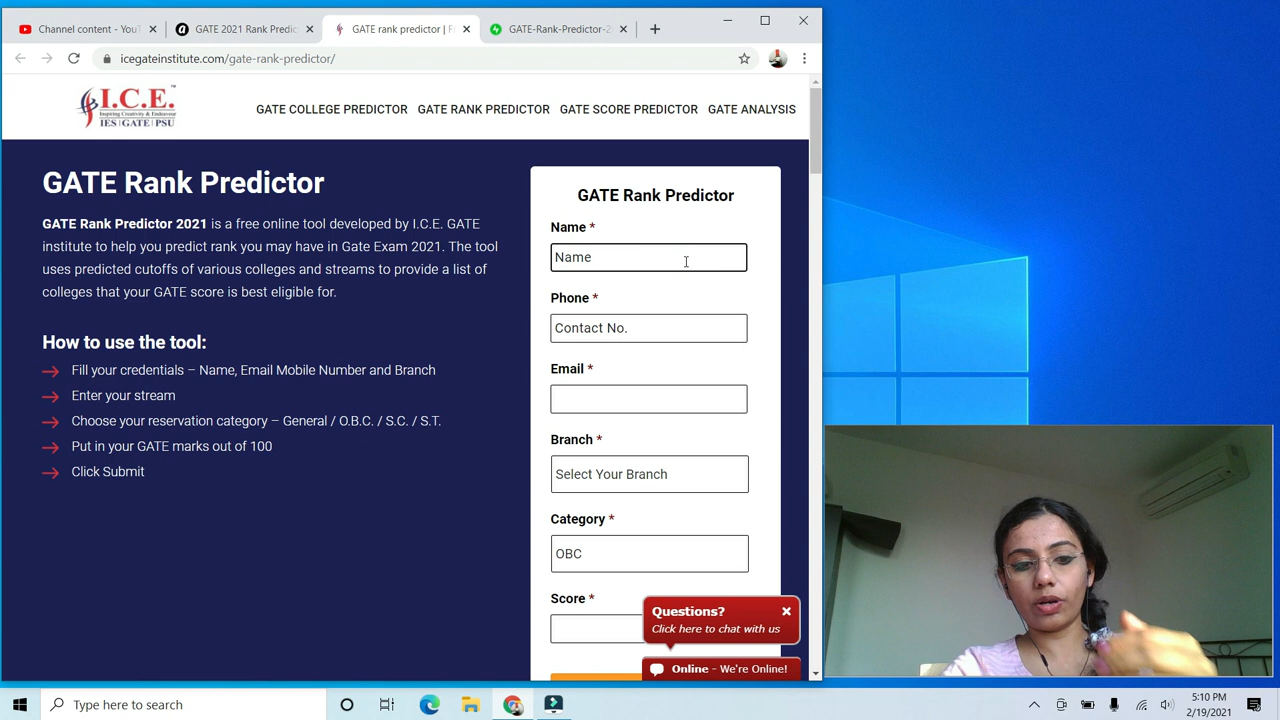 Channel content - YouT
GATE 2021 Rank Predic
GATE rank predictor | F
GATE-Rank-Predictor-2
icegateinstitute.com/gate-rank-predictor/
I.C.E.
TM
Inspiring Creativity & Endeavour
IES | GATE | PSU
GATE COLLEGE PREDICTOR
GATE RANK PREDICTOR
GATE SCORE PREDICTOR
GATE ANALYSIS
GATE Rank Predictor
GATE Rank Predictor 2021 is a free online tool developed by I.C.E. GATE
institute to help you predict rank you may have in Gate Exam 2021. The tool
uses predicted cutoffs of various colleges and streams to provide a list of
colleges that your GATE score is best eligible for.
How to use the tool:
Fill your credentials – Name, Email Mobile Number and Branch
Enter your stream
Choose your reservation category – General / O.B.C. / S.C. / S.T.
Put in your GATE marks out of 100
Click Submit
GATE Rank Predictor
Name *
Name
Phone *
Contact No.
Email *
Branch *
Select Your Branch
Category *
OBC
Score *
Questions?
Click here to chat with us
Online - We're Online!
Type here to search
5:10 PM
2/19/2021